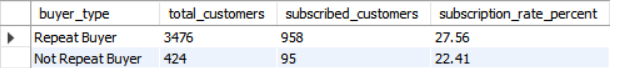 buyer_type total_customers subscribed_customers subscription_rate_percent
Repeat Buyer 3476 958 27.56
Not Repeat Buyer 424 95 22.41